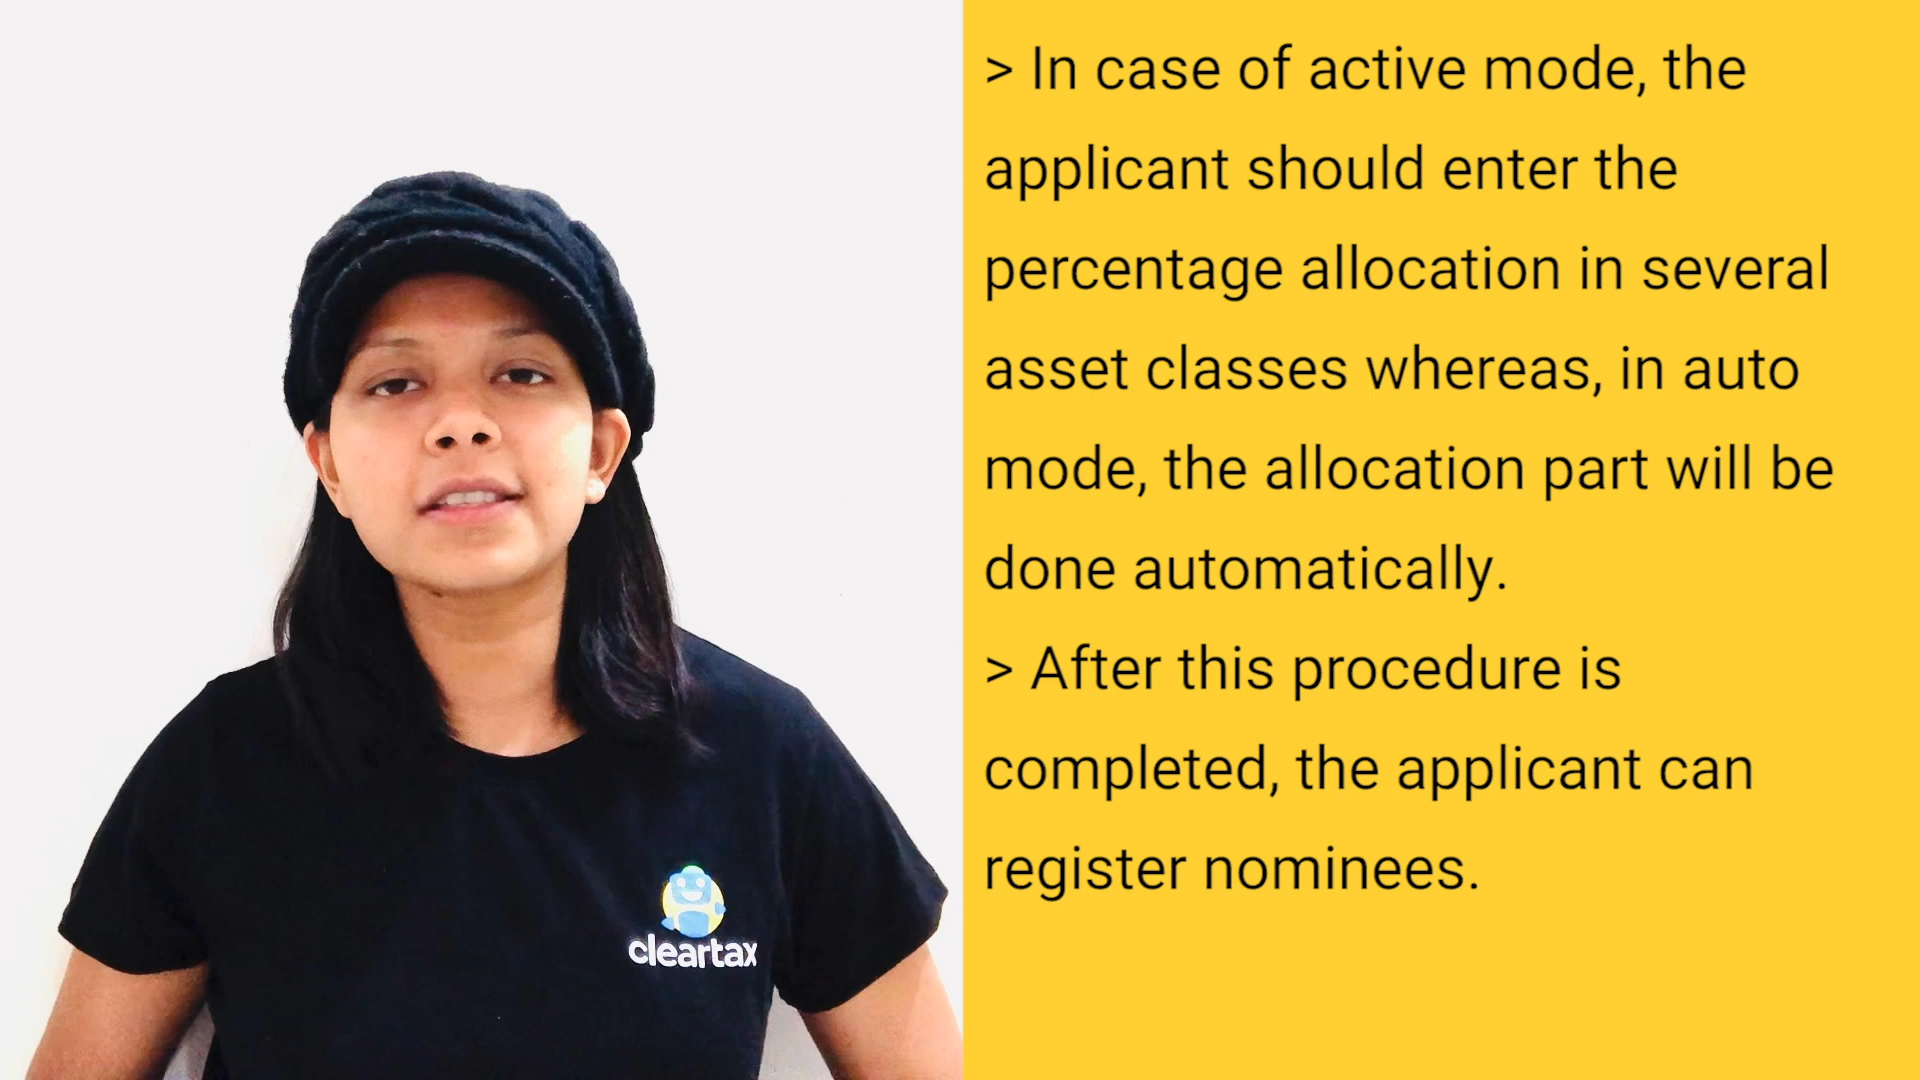 > In case of active mode, the
applicant should enter the
percentage allocation in several
asset classes whereas, in auto
mode, the allocation part will be
done automatically.
> After this procedure is
completed, the applicant can
register nominees.
cleartax